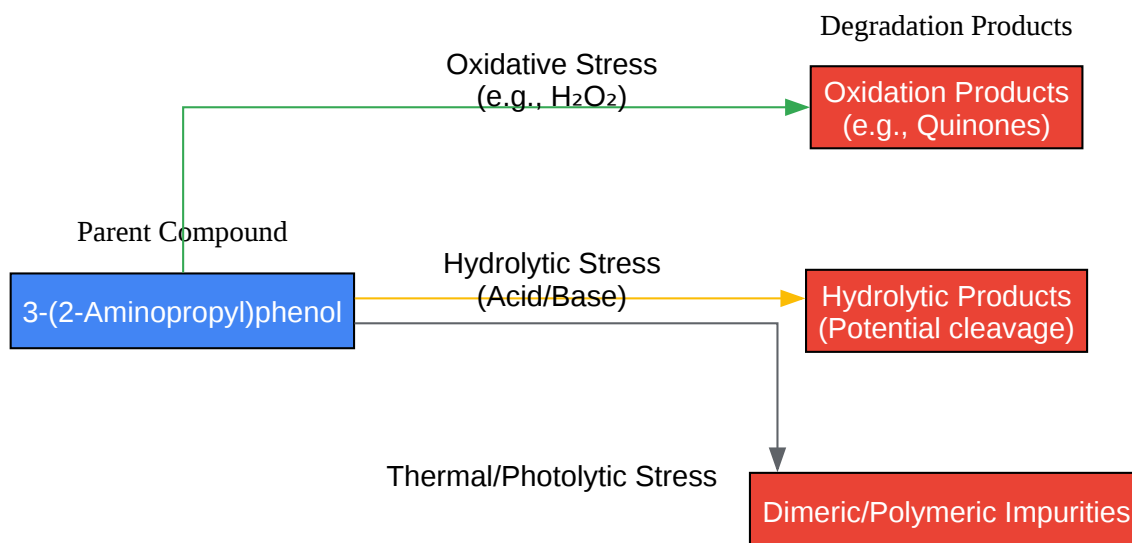 Degradation Products
Oxidative Stress
(e.g., H₂O₂)
Oxidation Products
(e.g., Quinones)
Parent Compound
3-(2-Aminopropyl)phenol
Hydrolytic Stress
(Acid/Base)
Hydrolytic Products
(Potential cleavage)
Thermal/Photolytic Stress
Dimeric/Polymeric Impurities